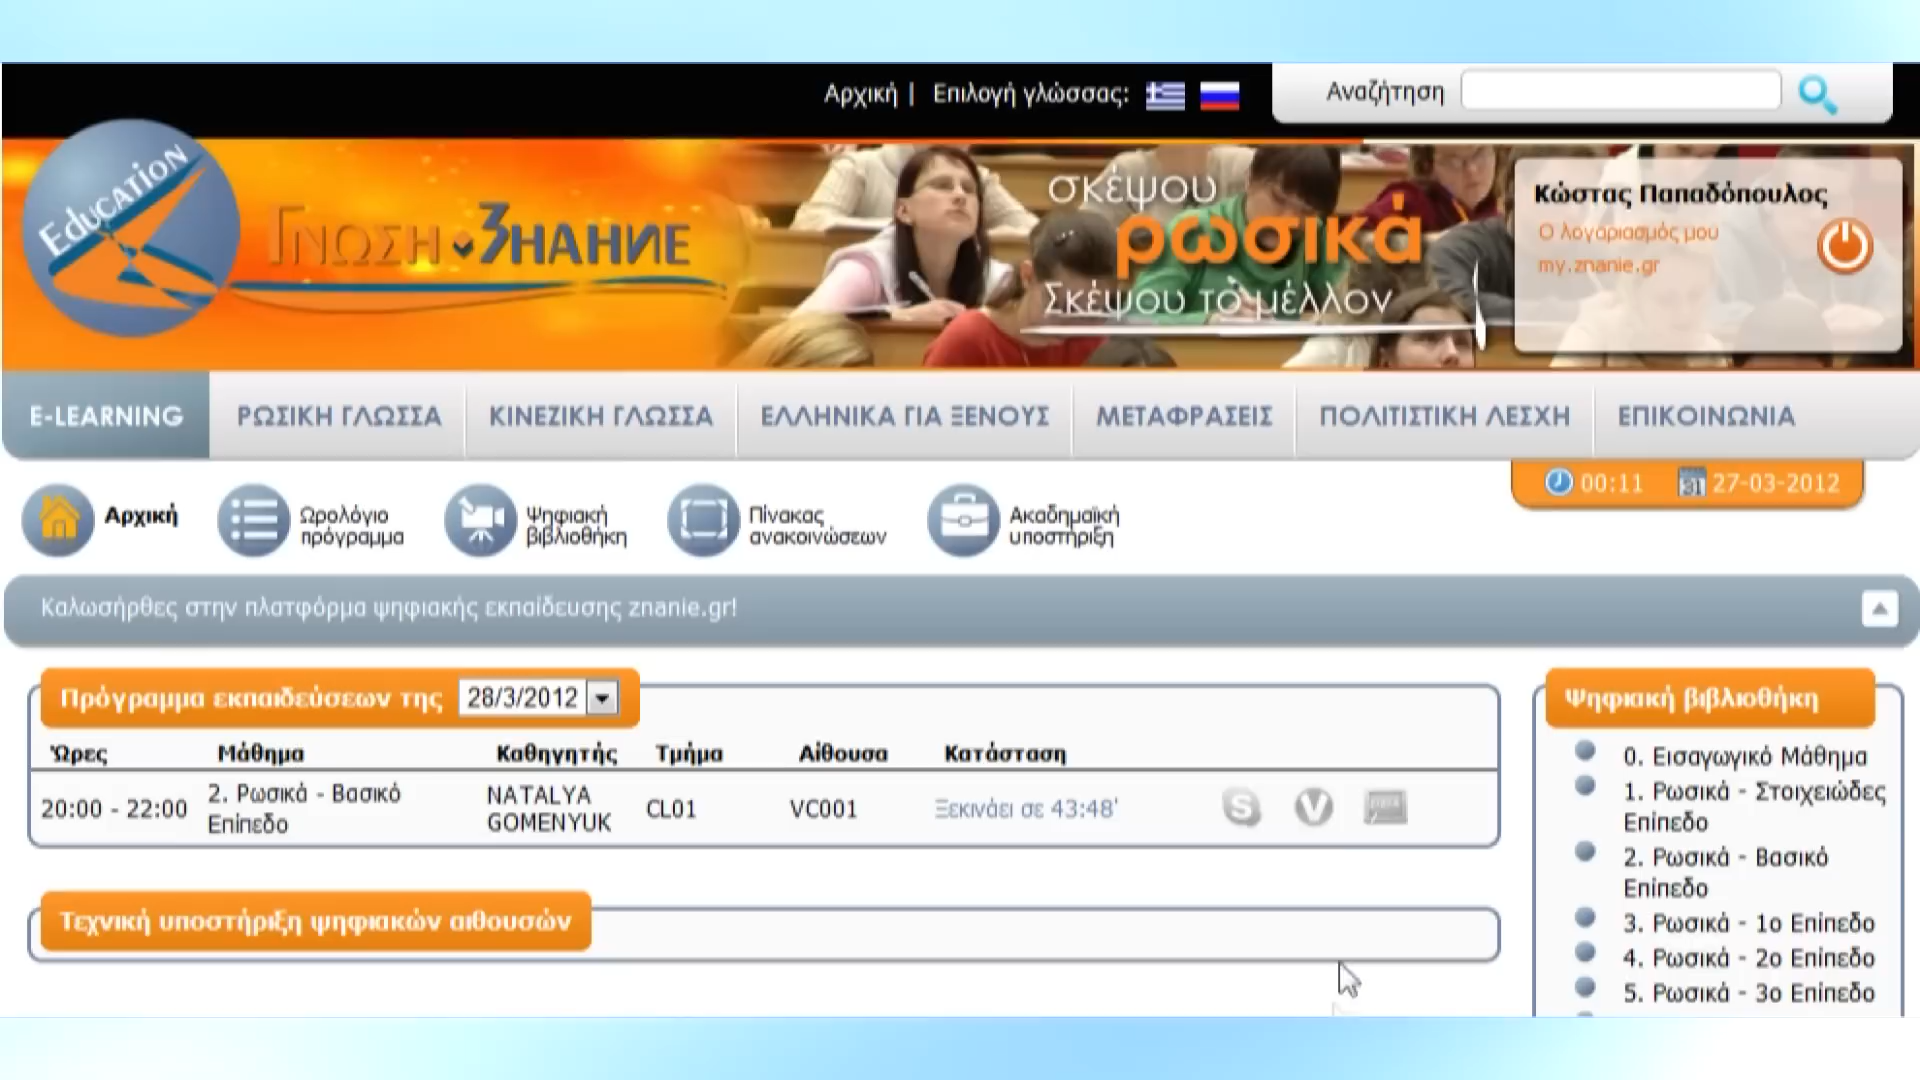 Αρχική | Επιλογή γλώσσας:
Αναζήτηση
Education
Γνωση Знание
σκέψου
ρωσικά
Σκέψου το μέλλον
Κώστας Παπαδόπουλος
Ο λογαριασμός μου
my.znanie.gr
E-LEARNING
ΡΩΣΙΚΗ ΓΛΩΣΣΑ
ΚΙΝΕΖΙΚΗ ΓΛΩΣΣΑ
ΕΛΛΗΝΙΚΑ ΓΙΑ ΞΕΝΟΥΣ
ΜΕΤΑΦΡΑΣΕΙΣ
ΠΟΛΙΤΙΣΤΙΚΗ ΛΕΣΧΗ
ΕΠΙΚΟΙΝΩΝΙΑ
00:11
31 27-03-2012
Αρχική
Ωρολόγιο
πρόγραμμα
Ψηφιακή
βιβλιοθήκη
Πίνακας
ανακοινώσεων
Ακαδημαϊκή
υποστήριξη
Καλωσήρθες στην πλατφόρμα ψηφιακής εκπαίδευσης znanie.gr!
Πρόγραμμα εκπαιδεύσεων της 28/3/2012
Ώρες Μάθημα Καθηγητής Τμήμα Αίθουσα Κατάσταση
20:00 - 22:00
2. Ρωσικά - Βασικό
Επίπεδο
NATALYA
GOMENYUK
CL01
VC001
Ξεκινάει σε 43:48'
S
V
Τεχνική υποστήριξη ψηφιακών αιθουσών
Ψηφιακή βιβλιοθήκη
0. Εισαγωγικό Μάθημα
1. Ρωσικά - Στοιχειώδες
Επίπεδο
2. Ρωσικά - Βασικό
Επίπεδο
3. Ρωσικά - 1ο Επίπεδο
4. Ρωσικά - 2ο Επίπεδο
5. Ρωσικά - 3ο Επίπεδο